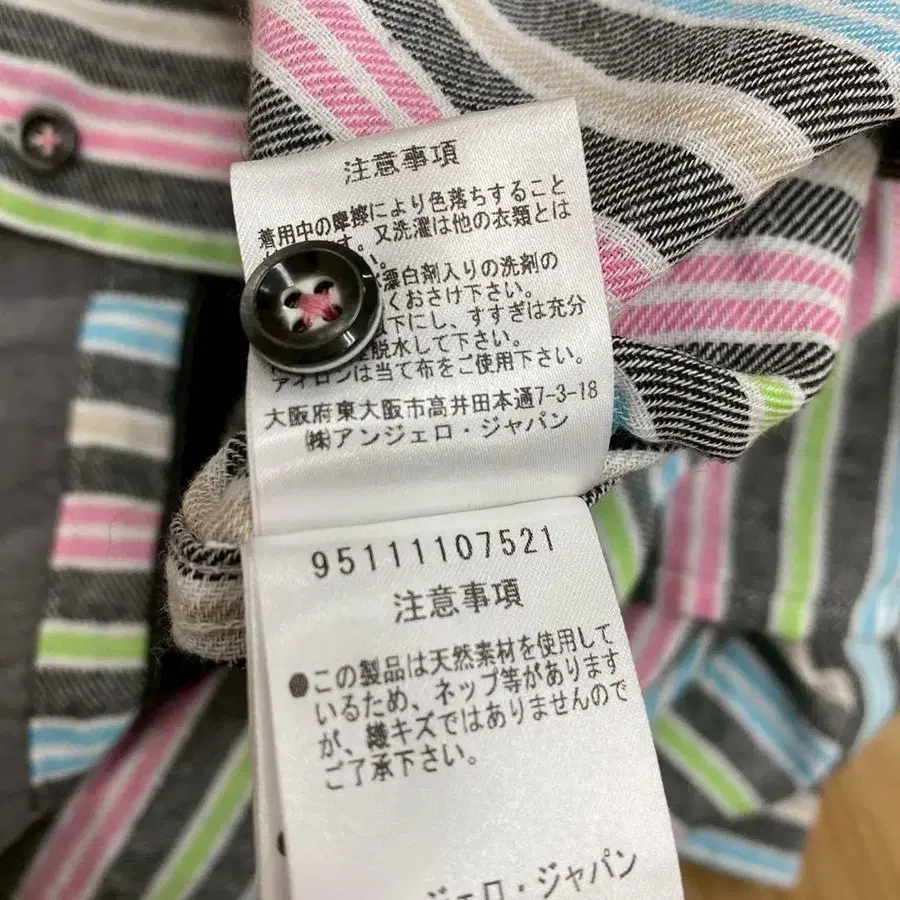 注意事項
着用中の摩擦により色落ちすること
す。又洗濯は他の衣類とは
い。
漂白剤入りの洗剤の
くおさけ下さい。
以下にし、すすぎは充分
脱水して下さい。
アイロンは当て布をご使用下さい。
大阪府東大阪市高井田本通7-3-18
㈱アンジェロ・ジャパン
95111107521
注意事項
●この製品は天然素材を使用して
いるため、ネップ等があります
が、織キズではありませんので
ご了承下さい。
ジェロ・ジャパン